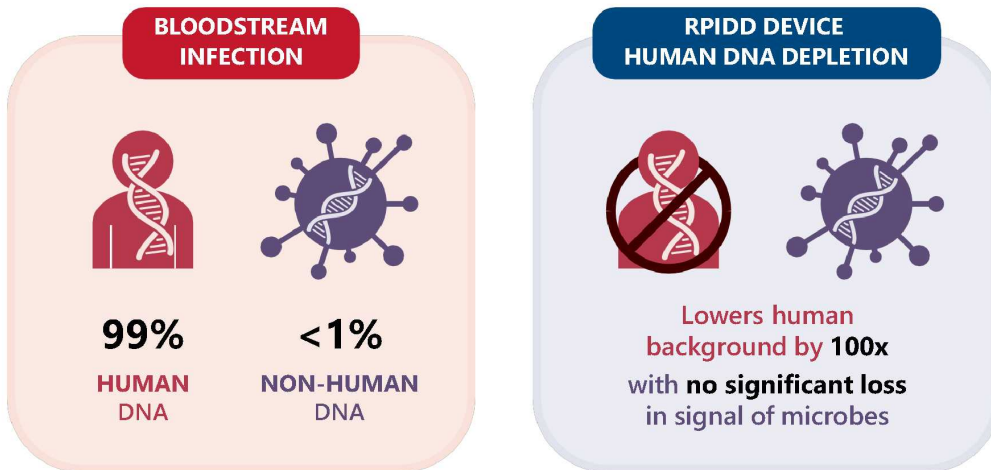 BLOODSTREAM
INFECTION
99%
HUMAN
DNA
<1%
NON-HUMAN
DNA
RPIDD DEVICE
HUMAN DNA DEPLETION
Lowers human
background by 100x
with no significant loss
in signal of microbes